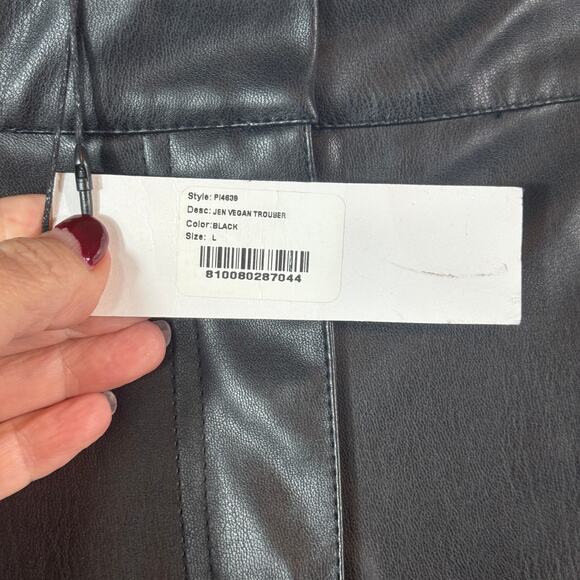 Style: PI4639
Desc: JEN VEGAN TROUSER
Color:BLACK
Size: L
810080287044